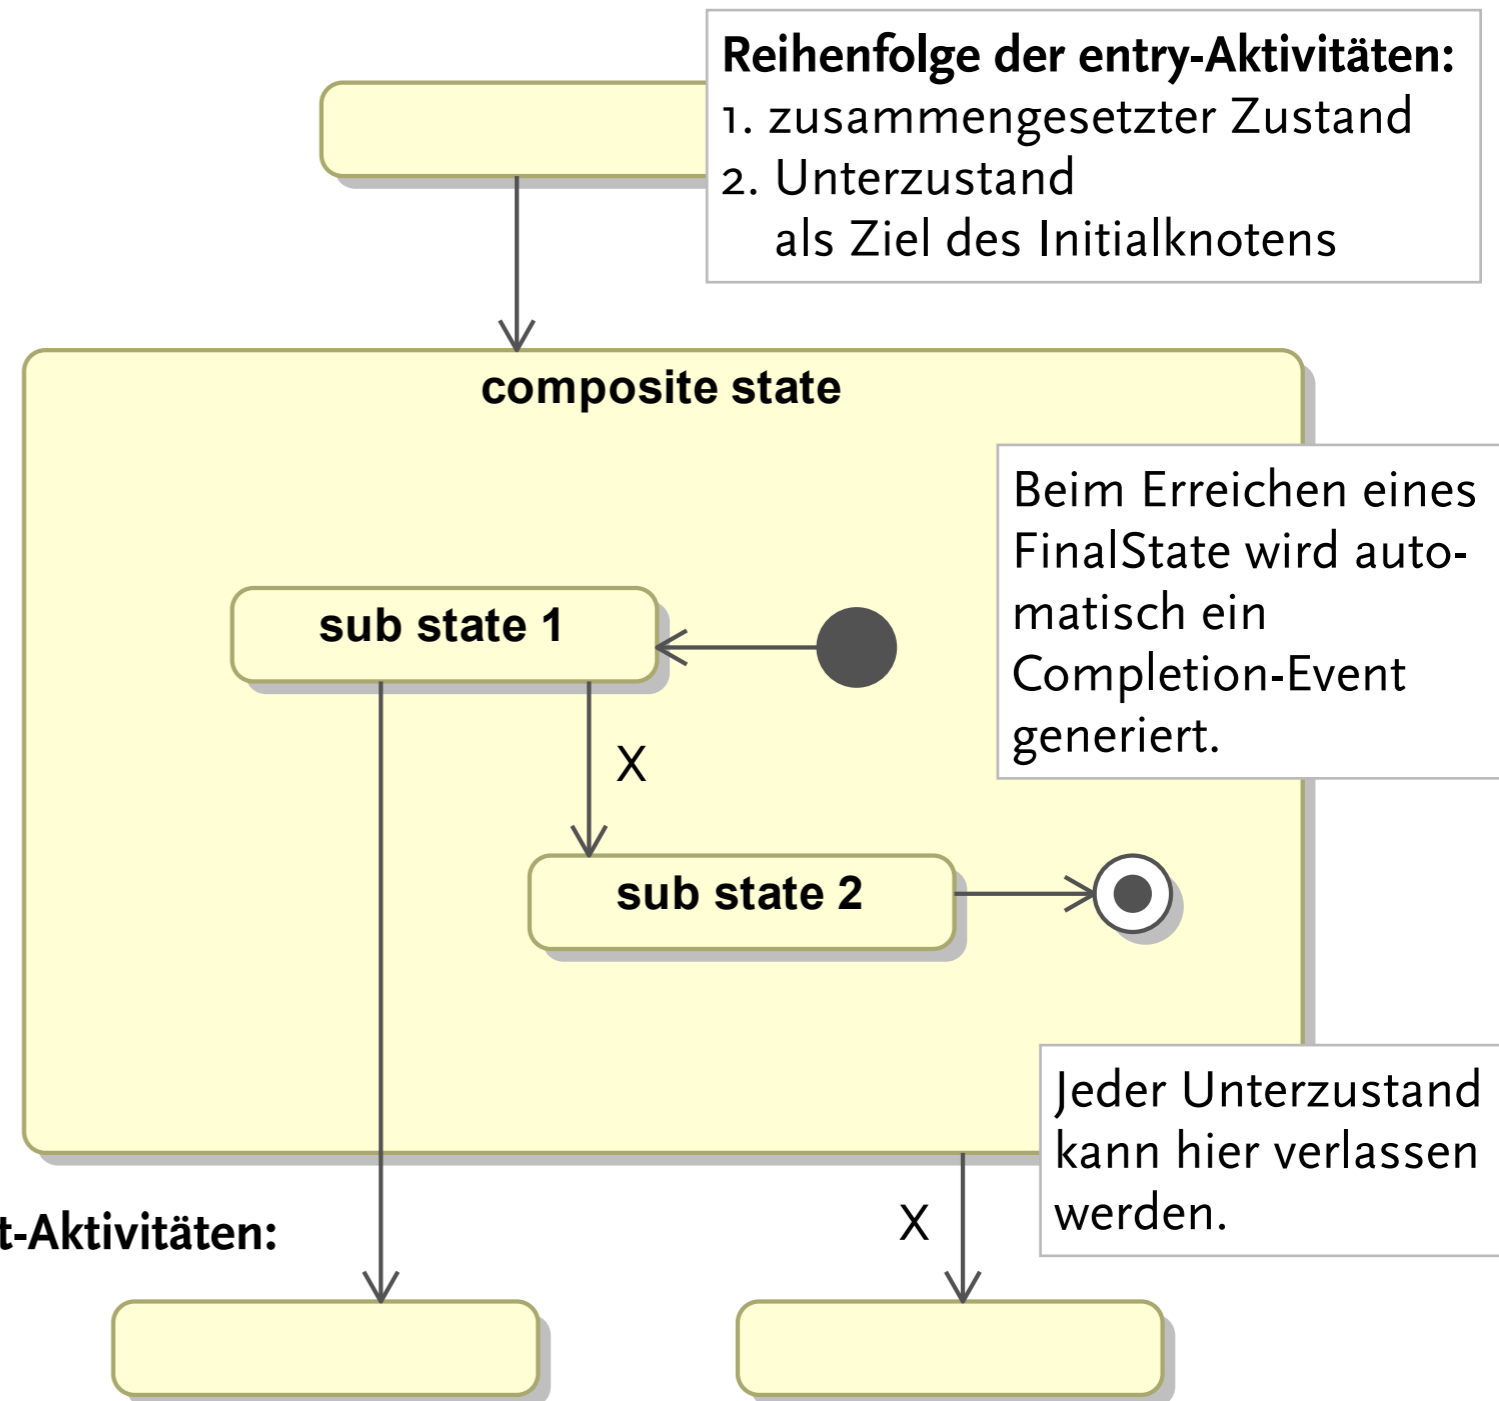 Reihenfolge der entry-Aktivitäten:
1. zusammengesetzter Zustand
2. Unterzustand
als Ziel des Initialknotens
composite state
Beim Erreichen eines
FinalState wird auto-
matisch ein
Completion-Event
generiert.
sub state 1
X
sub state 2
Jeder Unterzustand
kann hier verlassen
werden.
t-Aktivitäten:
X